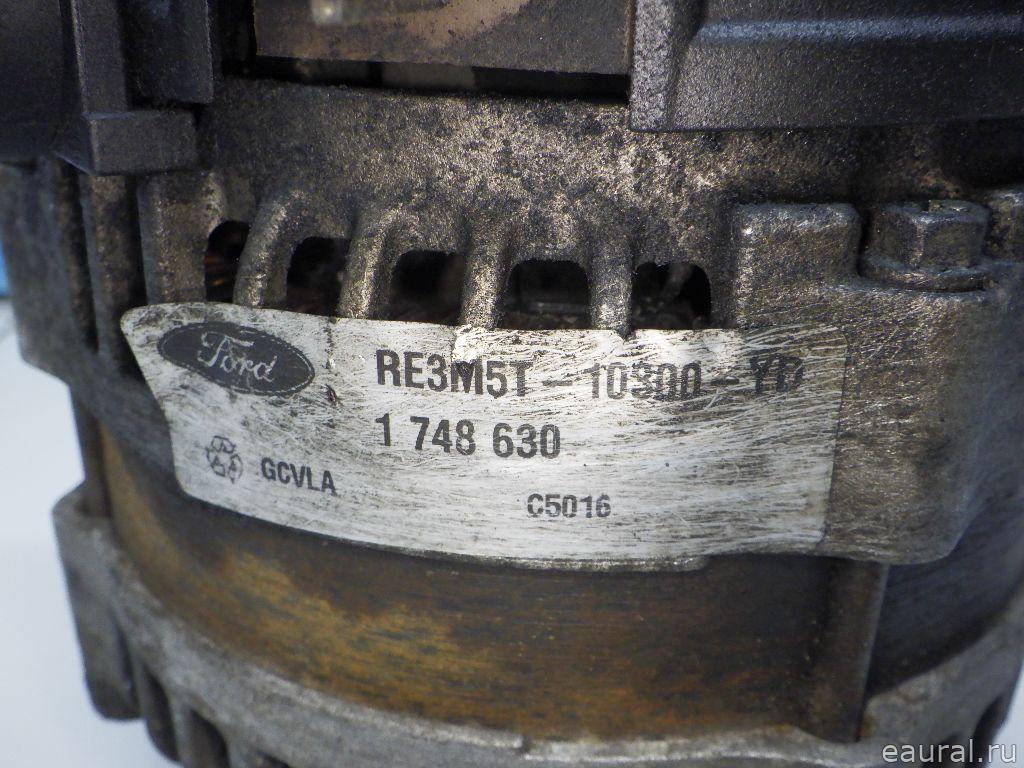 Ford
RE3M5T-10300-YD
1 748 630
GCVLA
C5016
eaural.ru